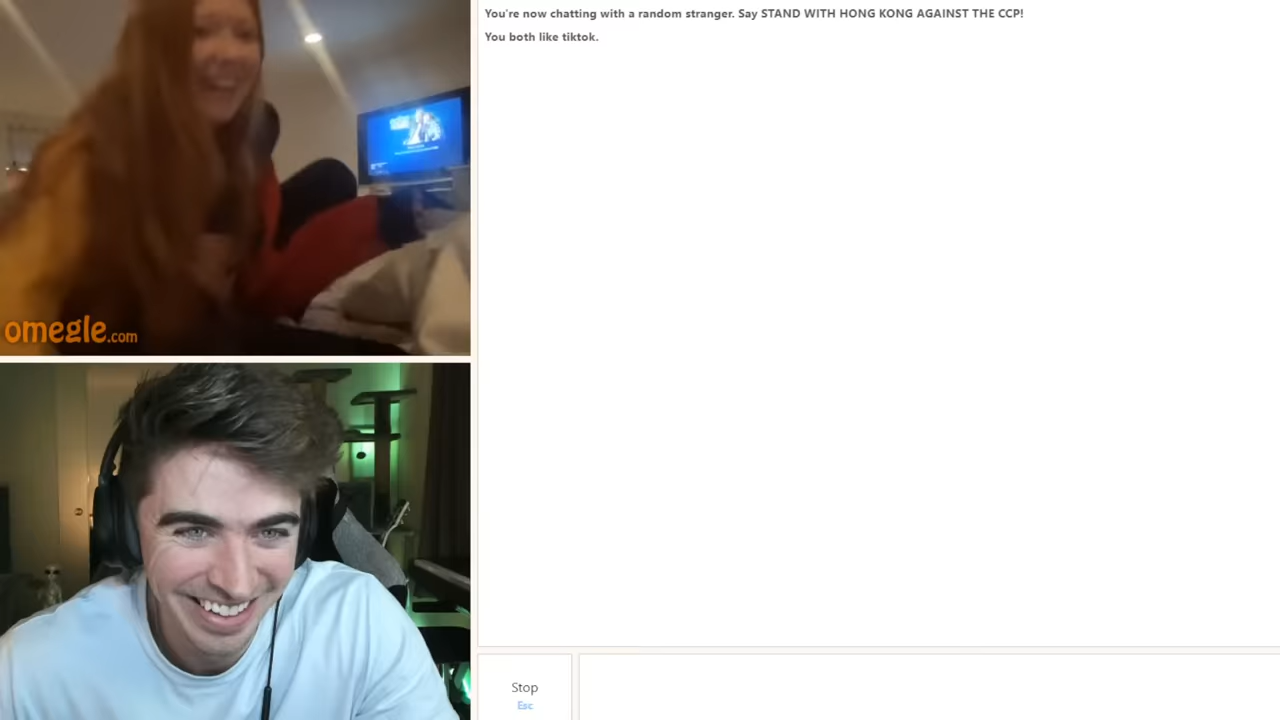 You're now chatting with a random stranger. Say STAND WITH HONG KONG AGAINST THE CCP!
You both like tiktok.
omegle.com
Stop
Esc